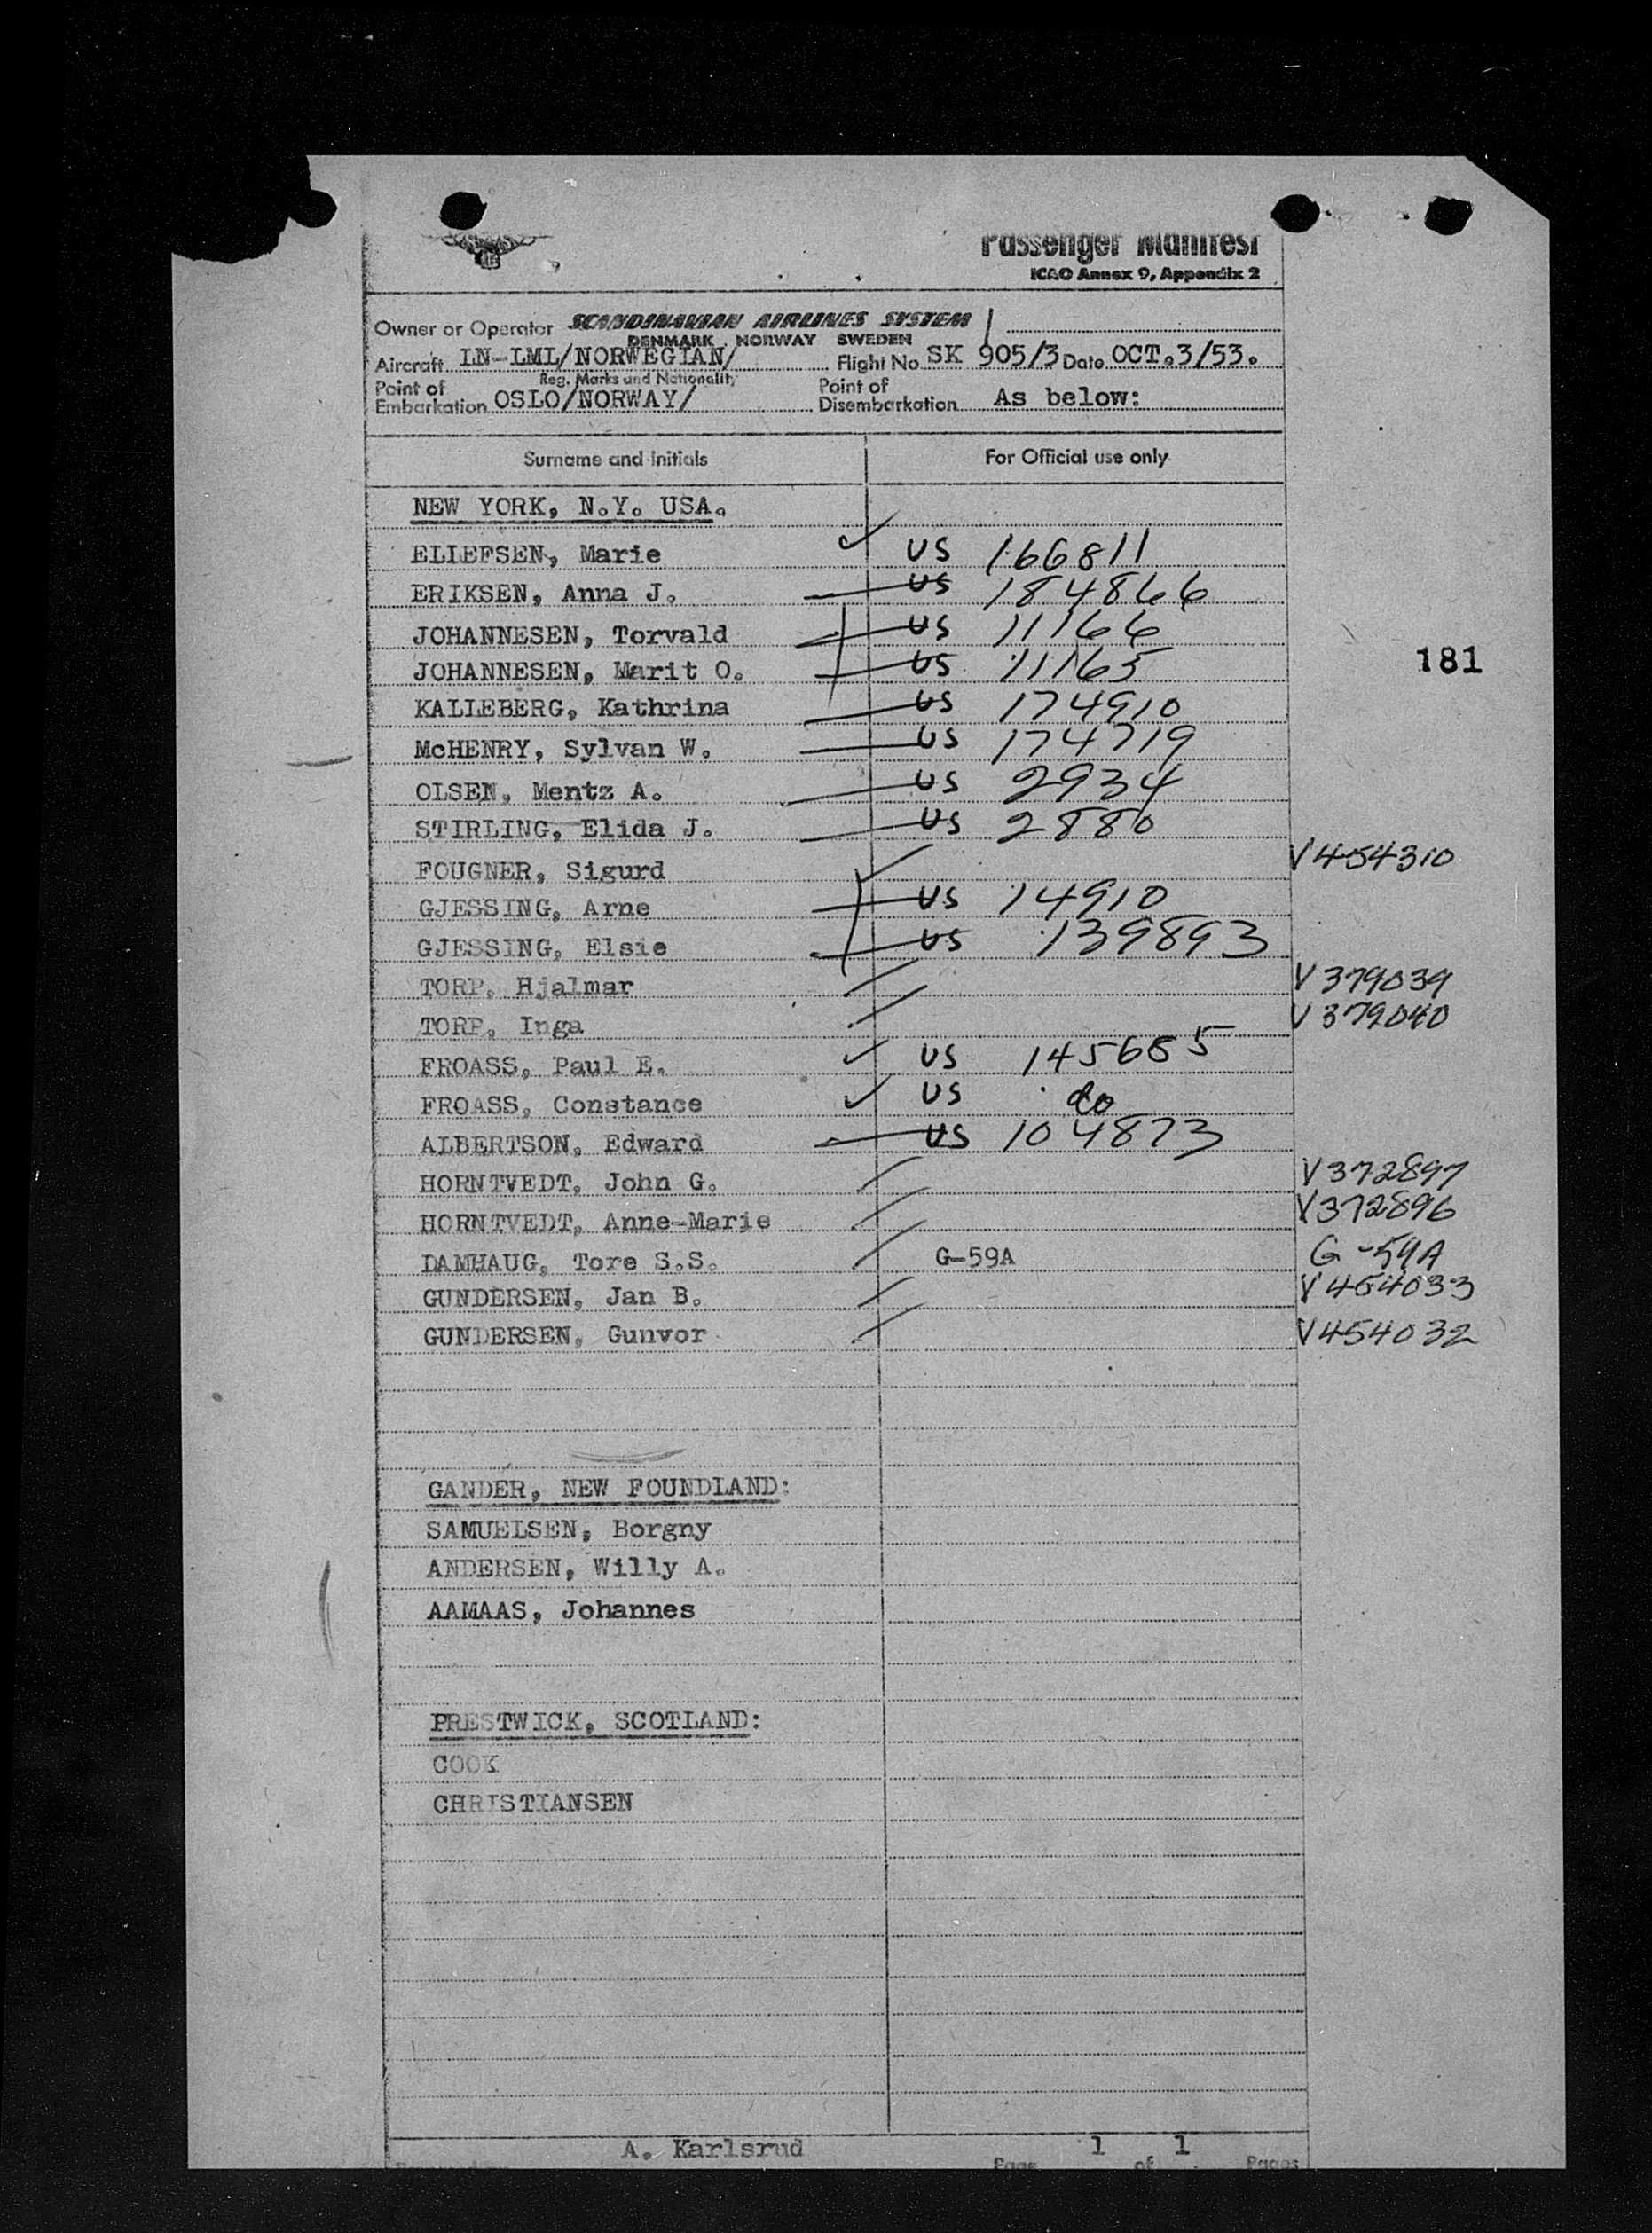 Passenger Manifest
ICAO Annex 9, Appendix 2
Owner or Operator SCANDINAVIAN AIRLINES SYSTEM
DENMARK NORWAY SWEDEN
Aircraft LN-LML/NORWEGIAN/ Flight No SK 905/3 Date OCT.3/53.
Reg. Marks and Nationality
Point of Embarkation OSLO/NORWAY/ Point of Disembarkation As below:
Surname and Initials For Official use only
NEW YORK, N.Y. USA.
ELLEFSEN, Marie US 166811
ERIKSEN, Anna J. US 184866
JOHANNESEN, Torvald US 11166
181
JOHANNESEN, Marit O. US 11165
KALLEBERG, Kathrina US 174910
McHENRY, Sylvan W. US 174719
OLSEN, Mentz A. US 2934
STIRLING, Elida J. US 2880
FOUGNER, Sigurd V454310
GJESSING, Arne US 14910
GJESSING, Elsie US 139893
TORP, Hjalmar V379039
TORP, Inga V379040
FROASS, Paul E. US 145685
FROASS, Constance US do
ALBERTSON, Edward US 104873
HORNTVEDT, John G. V372897
HORNTVEDT, Anne-Marie V372896
DAMHAUG, Tore S.S. G-59A G-59A
GUNDERSEN, Jan B. V454033
GUNDERSEN, Gunvor V454032
GANDER, NEW FOUNDLAND:
SAMUELSEN, Borgny
ANDERSEN, Willy A.
AAMAAS, Johannes
PRESTWICK, SCOTLAND:
COOK
CHRISTIANSEN
A. Karlsrud
Page 1 of 1 Pages